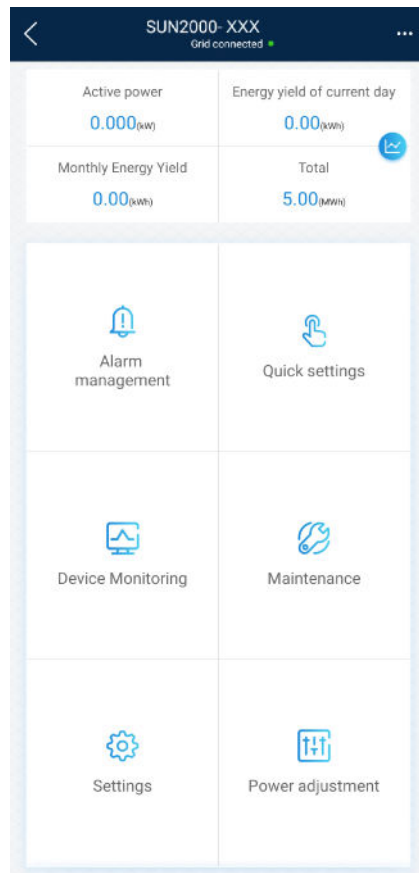 SUN2000- XXX
Grid connected
Active power
0.000(kW)
Energy yield of current day
0.00(kWh)
Monthly Energy Yield
0.00(kWh)
Total
5.00(MWh)
Alarm
management
Quick settings
Device Monitoring
Maintenance
Settings
Power adjustment